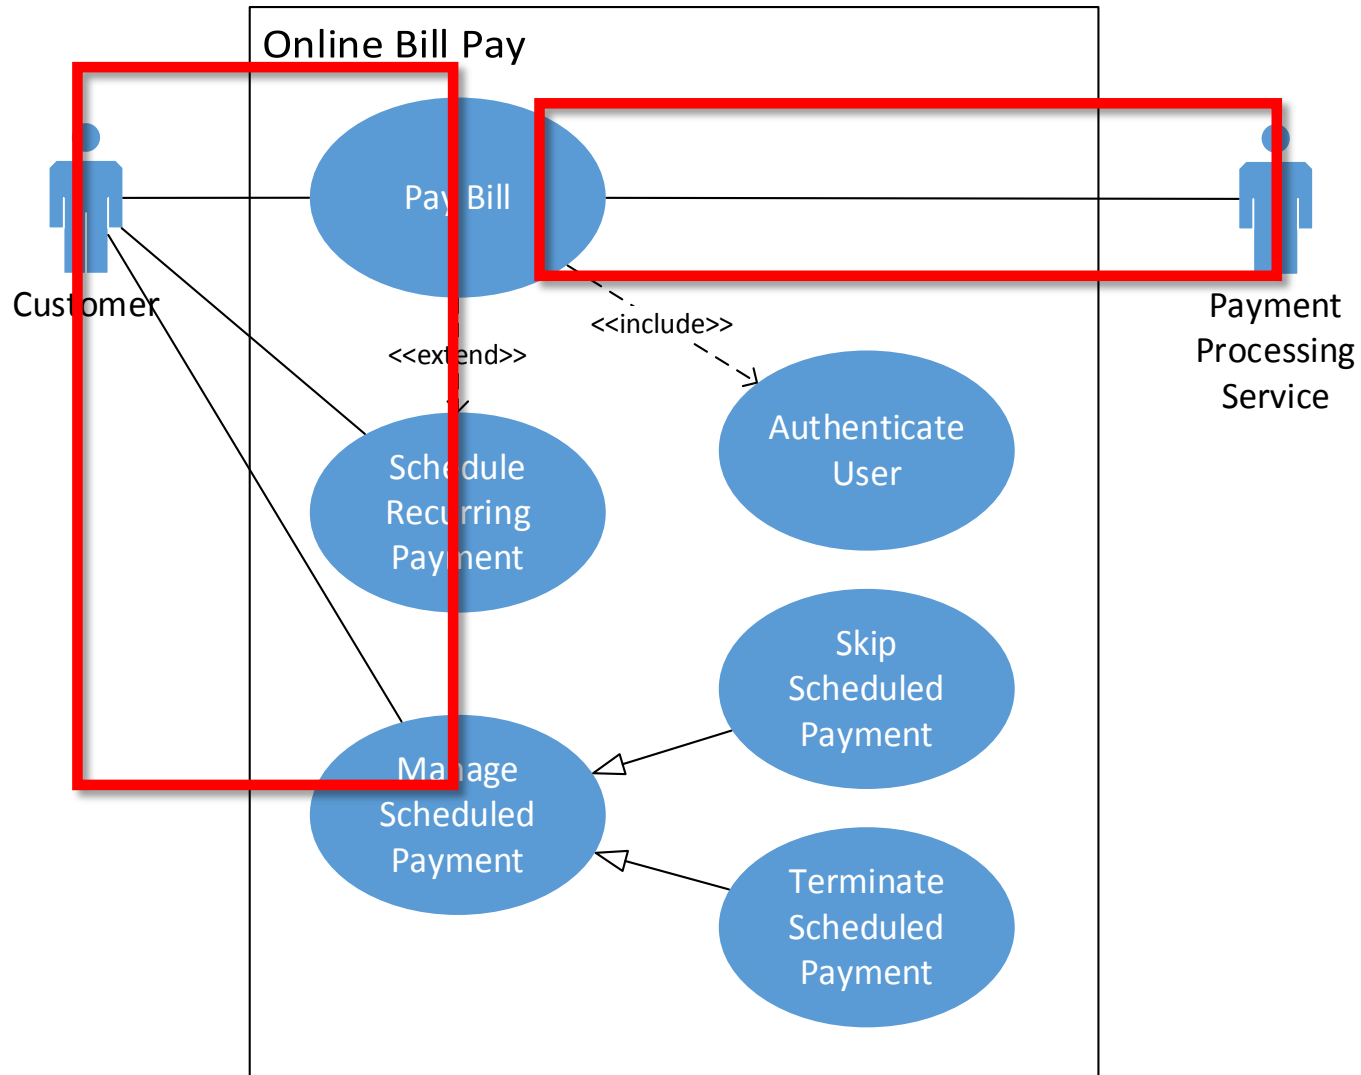 Online Bill Pay
Pay Bill
Customer
Payment
Processing
Service
<<include>>
<<extend>>
Authenticate
User
Schedule
Recurring
Payment
Skip
Scheduled
Payment
Manage
Scheduled
Payment
Terminate
Scheduled
Payment